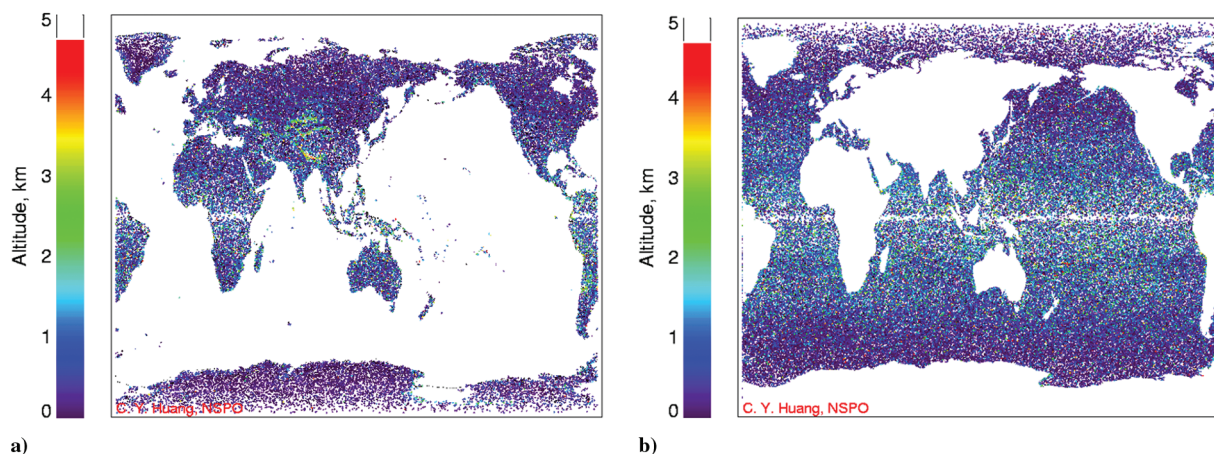 5
4
3
2
1
0
Altitude, km
C. Y. Huang, NSPO
a)
5
4
3
2
1
0
Altitude, km
C. Y. Huang, NSPO
b)